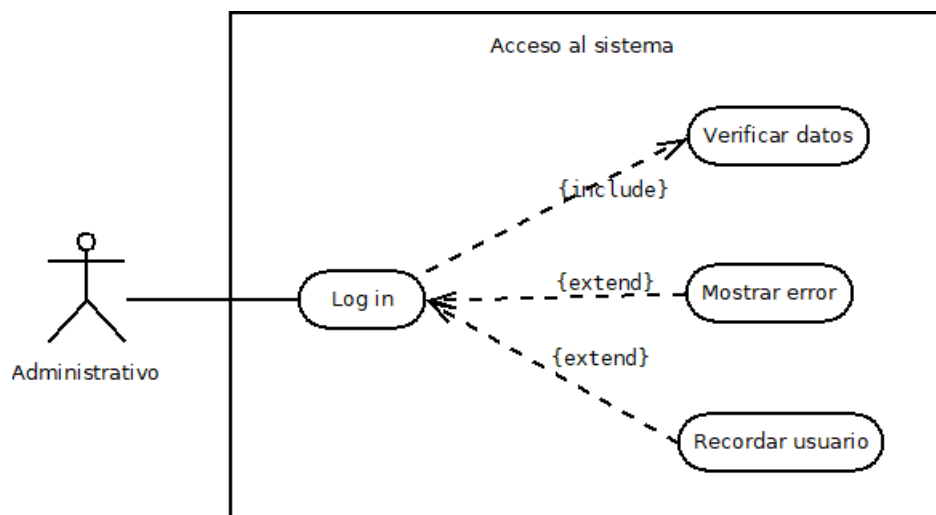 Acceso al sistema
Verificar datos
{include}
{extend}
Mostrar error
Log in
{extend}
Administrativo
Recordar usuario